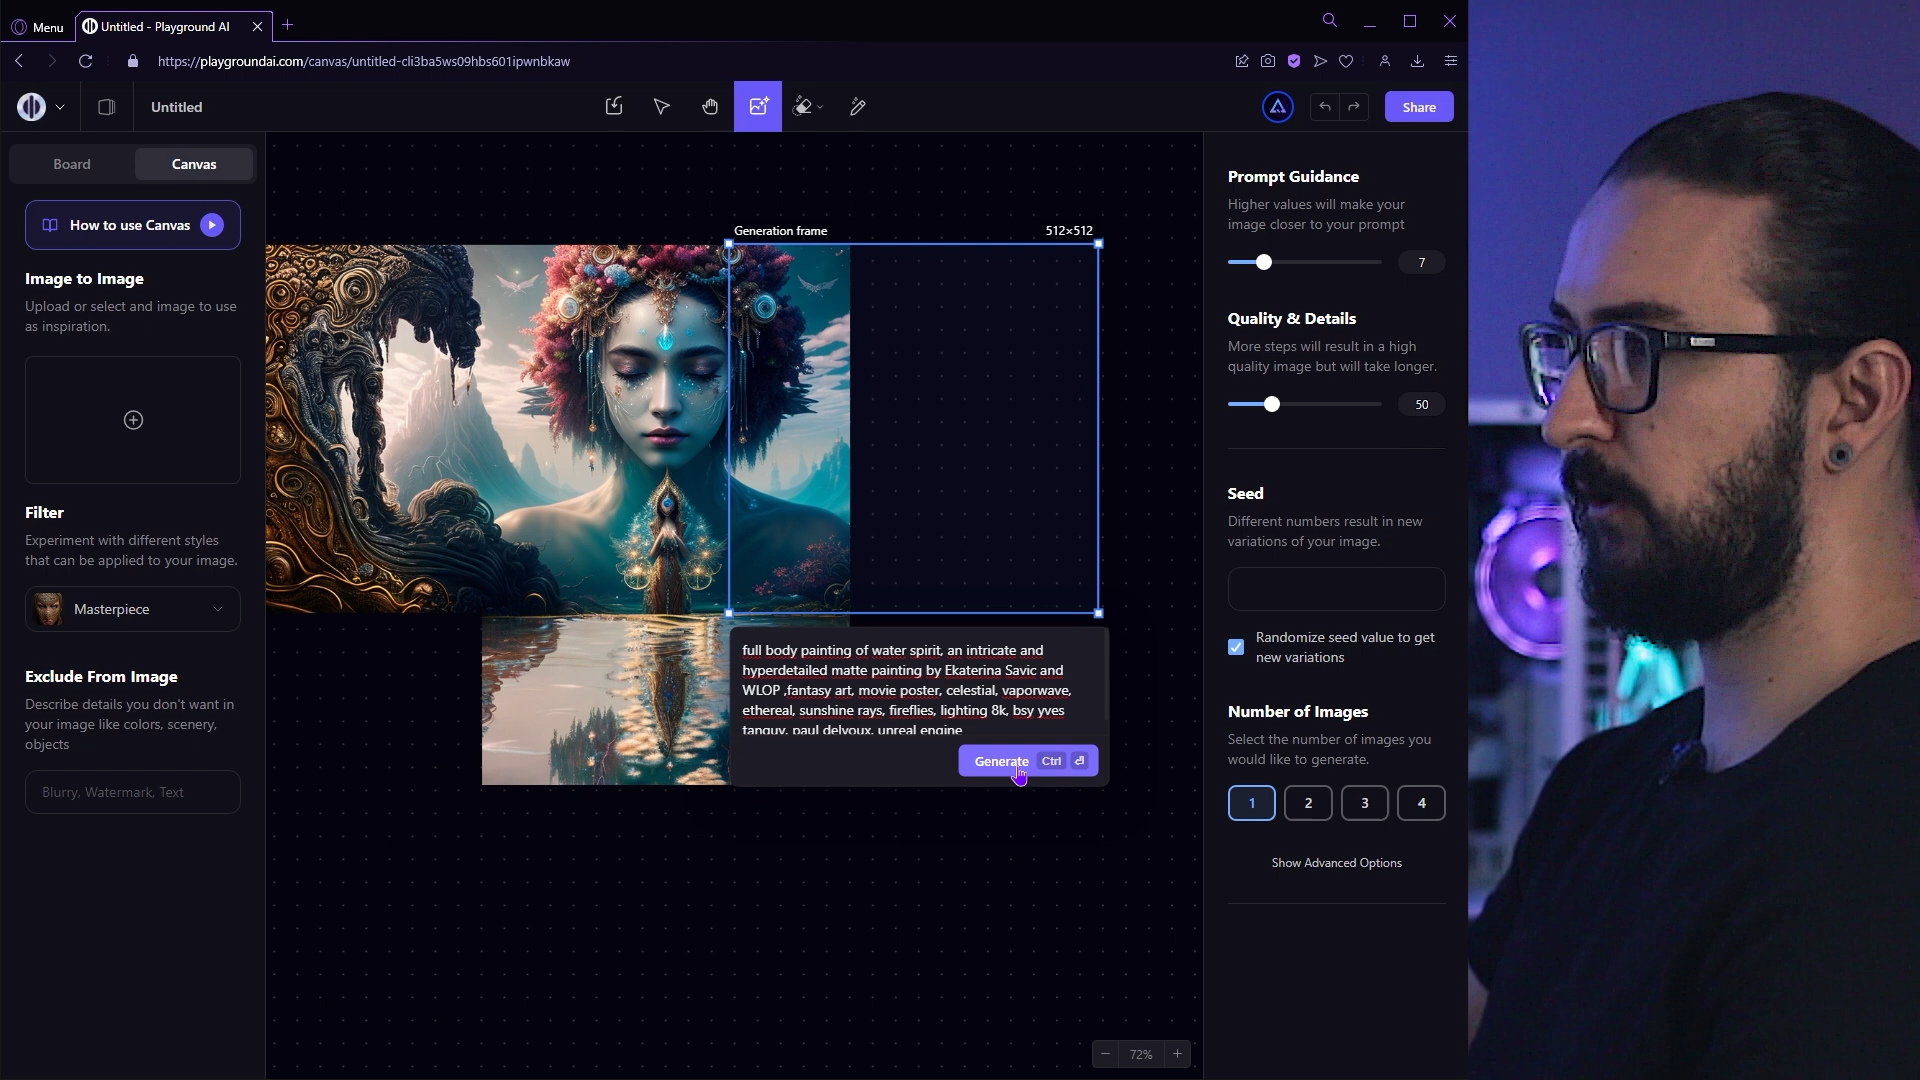 Menu
Untitled - Playground AI
https://playgroundai.com/canvas/untitled-cli3ba5ws09hbs601ipwnbkaw
Untitled
Share
Board
Canvas
How to use Canvas
Image to Image
Upload or select and image to use
as inspiration.
Filter
Experiment with different styles
that can be applied to your image.
Masterpiece
Exclude From Image
Describe details you don't want in
your image like colors, scenery,
objects
Blurry, Watermark, Text
Generation frame
512×512
full body painting of water spirit, an intricate and
hyperdetailed matte painting by Ekaterina Savic and
WLOP ,fantasy art, movie poster, celestial, vaporwave,
ethereal, sunshine rays, fireflies, lighting 8k, bsy yves
tanguy, paul delvoux, unreal engine
Generate Ctrl
72%
Prompt Guidance
Higher values will make your
image closer to your prompt
7
Quality & Details
More steps will result in a high
quality image but will take longer.
50
Seed
Different numbers result in new
variations of your image.
Randomize seed value to get
new variations
Number of Images
Select the number of images you
would like to generate.
1 2 3 4
Show Advanced Options